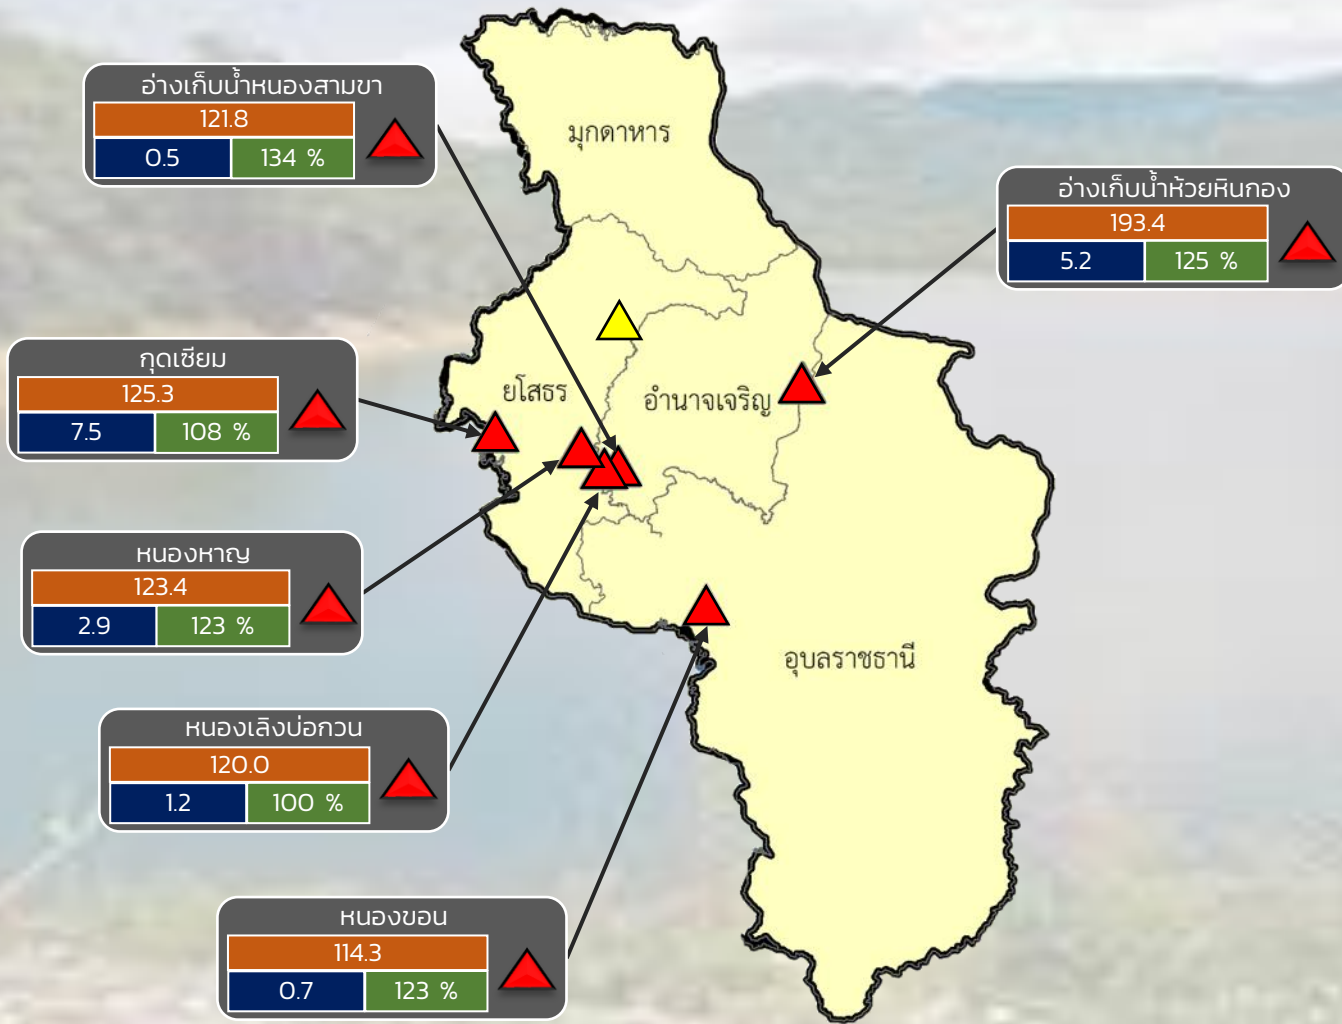 อ่างเก็บน้ำหนองสามขา
121.8
0.5 134 %
มุกดาหาร
อ่างเก็บน้ำห้วยหินกอง
193.4
5.2 125 %
กุดเซียม
125.3
7.5 108 %
ยโสธร
อำนาจเจริญ
หนองหาญ
123.4
2.9 123 %
อุบลราชธานี
หนองเลิงบ่อกวน
120.0
1.2 100 %
หนองขอน
114.3
0.7 123 %